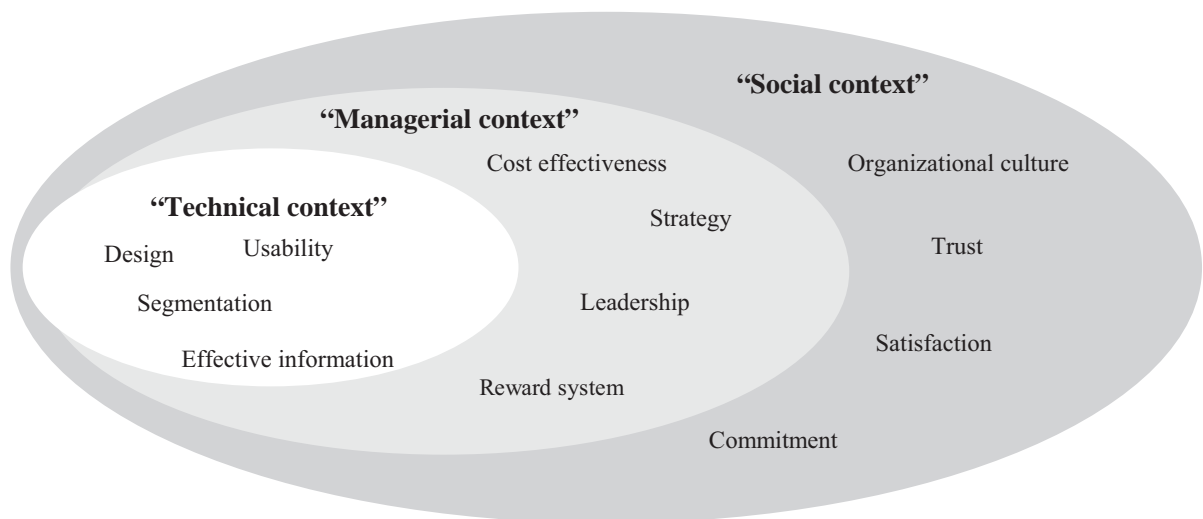 “Social context”
“Managerial context”
Cost effectiveness
Organizational culture
“Technical context”
Strategy
Design
Usability
Trust
Segmentation
Leadership
Satisfaction
Effective information
Reward system
Commitment